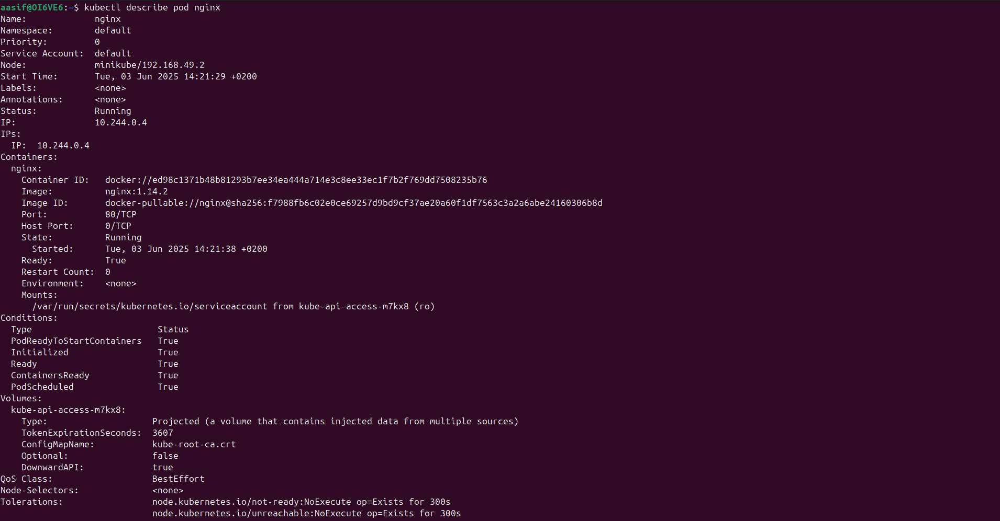 aasif@OI6VE6:~$ kubectl describe pod nginx
Name:             nginx
Namespace:        default
Priority:         0
Service Account:  default
Node:             minikube/192.168.49.2
Start Time:       Tue, 03 Jun 2025 14:21:29 +0200
Labels:           <none>
Annotations:      <none>
Status:           Running
IP:               10.244.0.4
IPs:
  IP:  10.244.0.4
Containers:
  nginx:
    Container ID:   docker://ed98c1371b48b81293b7ee34ea444a714e3c8ee33ec1f7b2f769dd7508235b76
    Image:          nginx:1.14.2
    Image ID:       docker-pullable://nginx@sha256:f7988fb6c02e0ce69257d9bd9cf37ae20a60f1df7563c3a2a6abe24160306b8d
    Port:           80/TCP
    Host Port:      0/TCP
    State:          Running
      Started:      Tue, 03 Jun 2025 14:21:38 +0200
    Ready:          True
    Restart Count:  0
    Environment:    <none>
    Mounts:
      /var/run/secrets/kubernetes.io/serviceaccount from kube-api-access-m7kx8 (ro)
Conditions:
  Type                        Status
  PodReadyToStartContainers   True
  Initialized                 True
  Ready                       True
  ContainersReady             True
  PodScheduled                True
Volumes:
  kube-api-access-m7kx8:
    Type:                    Projected (a volume that contains injected data from multiple sources)
    TokenExpirationSeconds:  3607
    ConfigMapName:           kube-root-ca.crt
    Optional:                false
    DownwardAPI:             true
QoS Class:                   BestEffort
Node-Selectors:              <none>
Tolerations:                 node.kubernetes.io/not-ready:NoExecute op=Exists for 300s
                             node.kubernetes.io/unreachable:NoExecute op=Exists for 300s